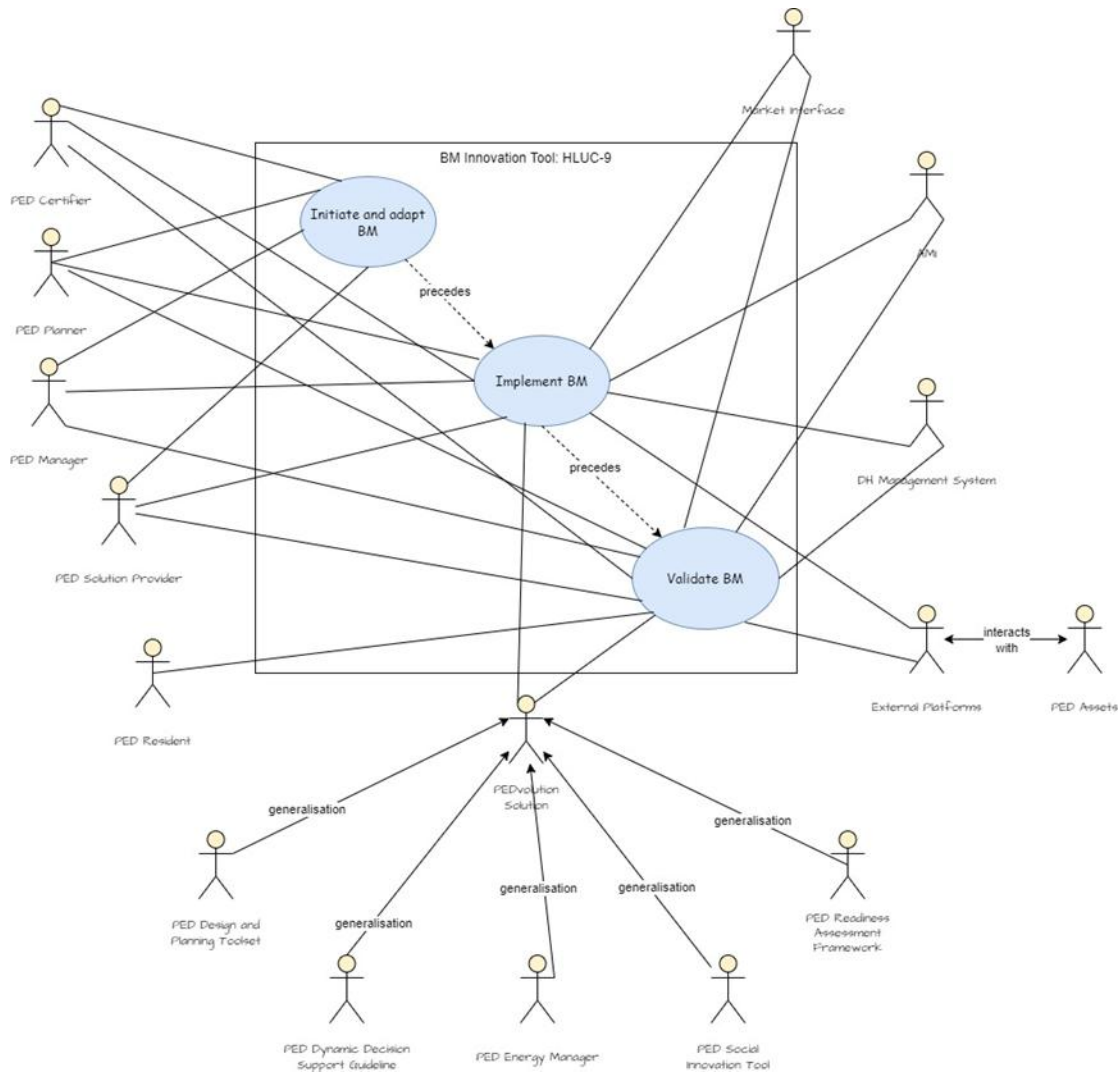 Market Interface
BM Innovation Tool: HLUC-9
PED Certifier
Initiate and adapt
BM
AMI
precedes
PED Planner
Implement BM
PED Manager
precedes
DH Management System
PED Solution Provider
Validate BM
interacts
with
External Platforms
PED Assets
PED Resident
PEDvolution
Solution
generalisation
generalisation
generalisation
generalisation
generalisation
PED Design and
Planning Toolset
PED Readiness
Assessment
Framework
PED Dynamic Decision
Support Guideline
PED Energy Manager
PED Social
Innovation Tool